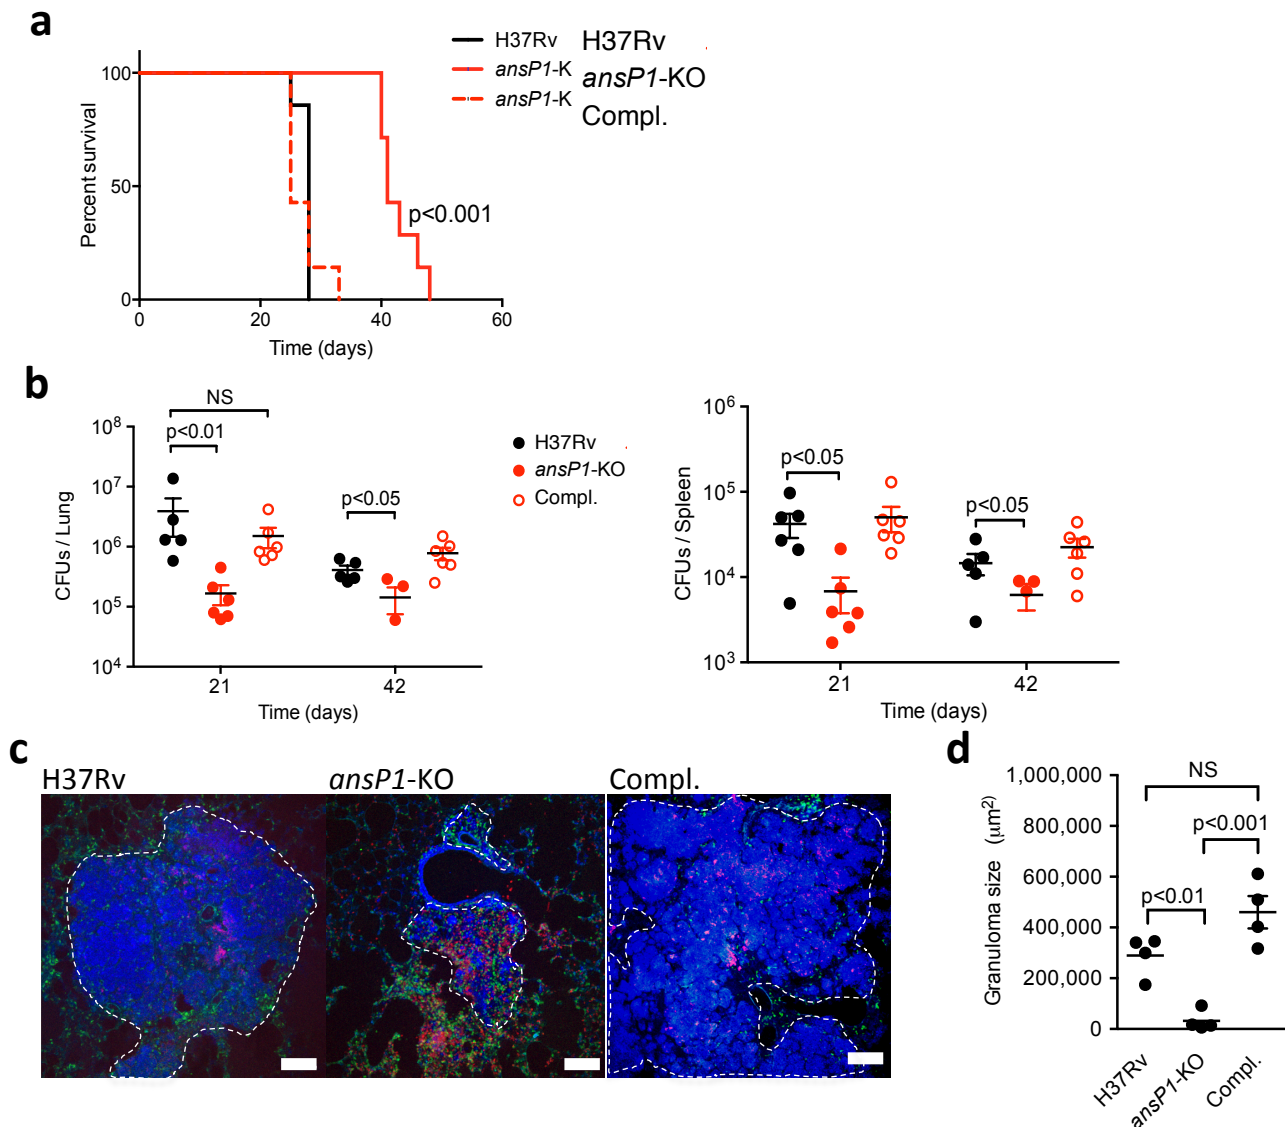 a
H37Rv H37Rv
ansP1-K ansP1-KO
ansP1-K Compl.
100
50
0
Percent survival
p<0.001
0 20 40 60
Time (days)
b
NS
p<0.01
p<0.05
10⁸
10⁷
10⁶
10⁵
10⁴
CFUs / Lung
21 42
Time (days)
H37Rv
ansP1-KO
Compl.
10⁶
10⁵
10⁴
10³
CFUs / Spleen
p<0.05
p<0.05
21 42
Time (days)
c
H37Rv ansP1-KO Compl.
d
NS
p<0.001
p<0.01
1,000,000
800,000
600,000
400,000
200,000
0
Granuloma size (µm²)
H37Rv ansP1-KO Compl.